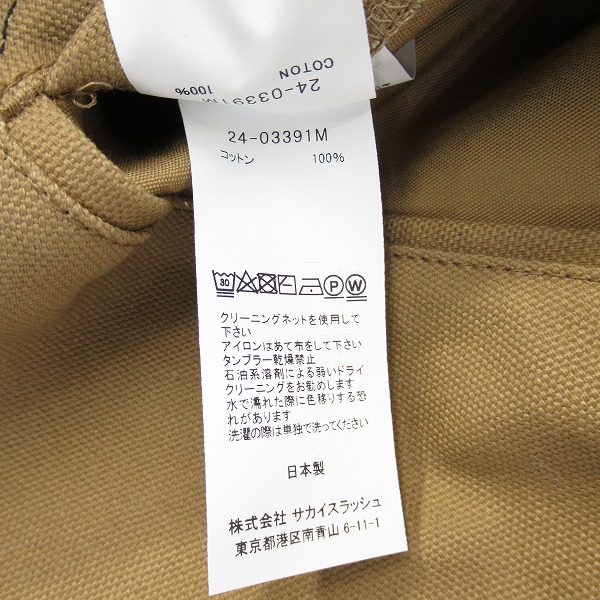 24-03391M
COTON 100%
24-03391M
コットン 100%
30 P W
クリーニングネットを使用して
下さい
アイロンはあて布をして下さい
タンブラー乾燥禁止
石油系溶剤による弱いドライ
クリーニングをお勧めします
水で濡れた際に色移りする恐
れがあります
洗濯の際は単独で洗ってください
日本製
株式会社 サカイスラッシュ
東京都港区南青山 6-11-1